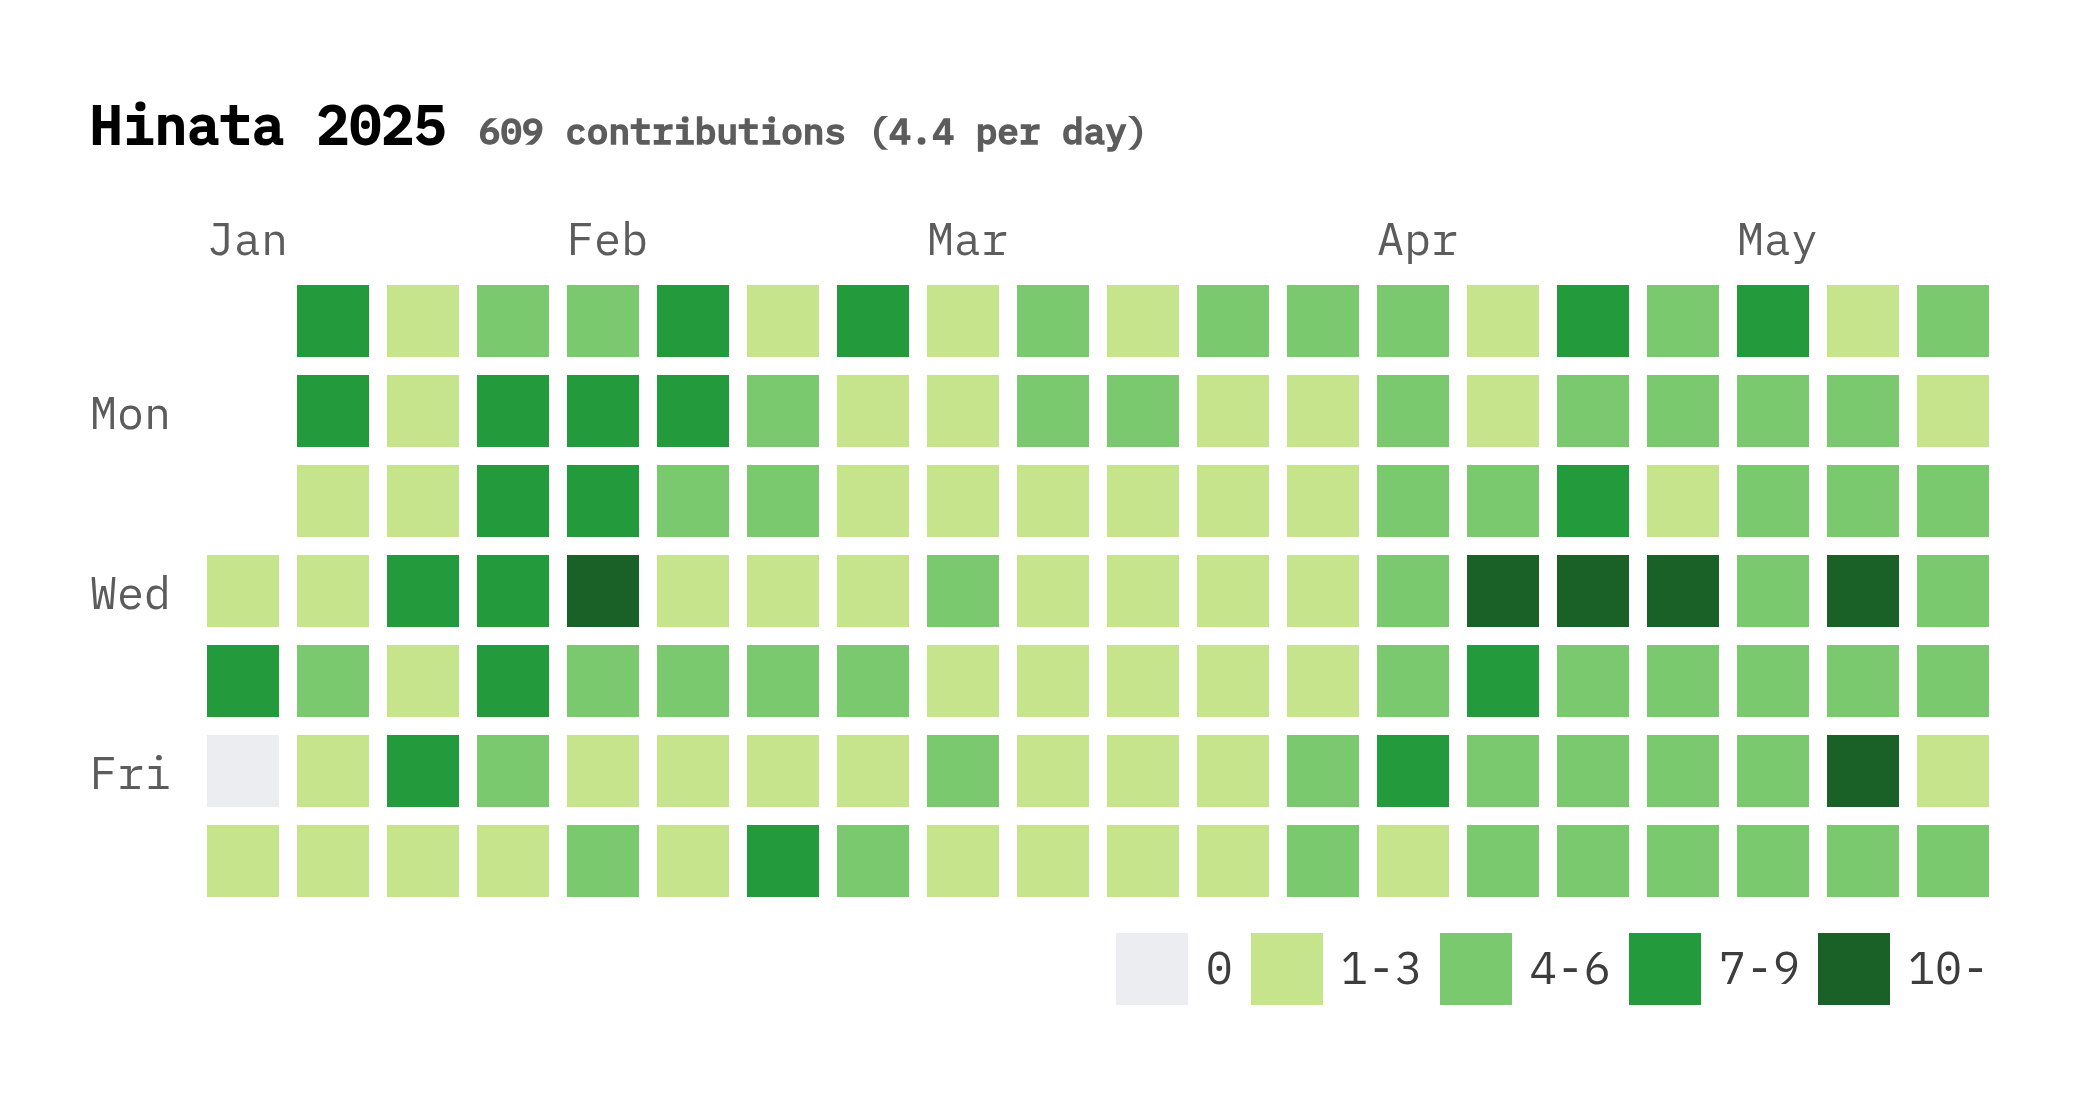 Hinata 2025 609 contributions (4.4 per day)
Jan Feb Mar Apr May
Mon
Wed
Fri
0 1-3 4-6 7-9 10-